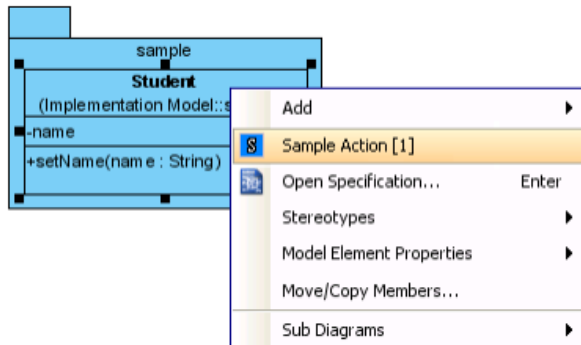 sample
Student
(Implementation Model::s
-name
+setName(name : String)
Add
Sample Action [1]
Open Specification... Enter
Stereotypes
Model Element Properties
Move/Copy Members...
Sub Diagrams